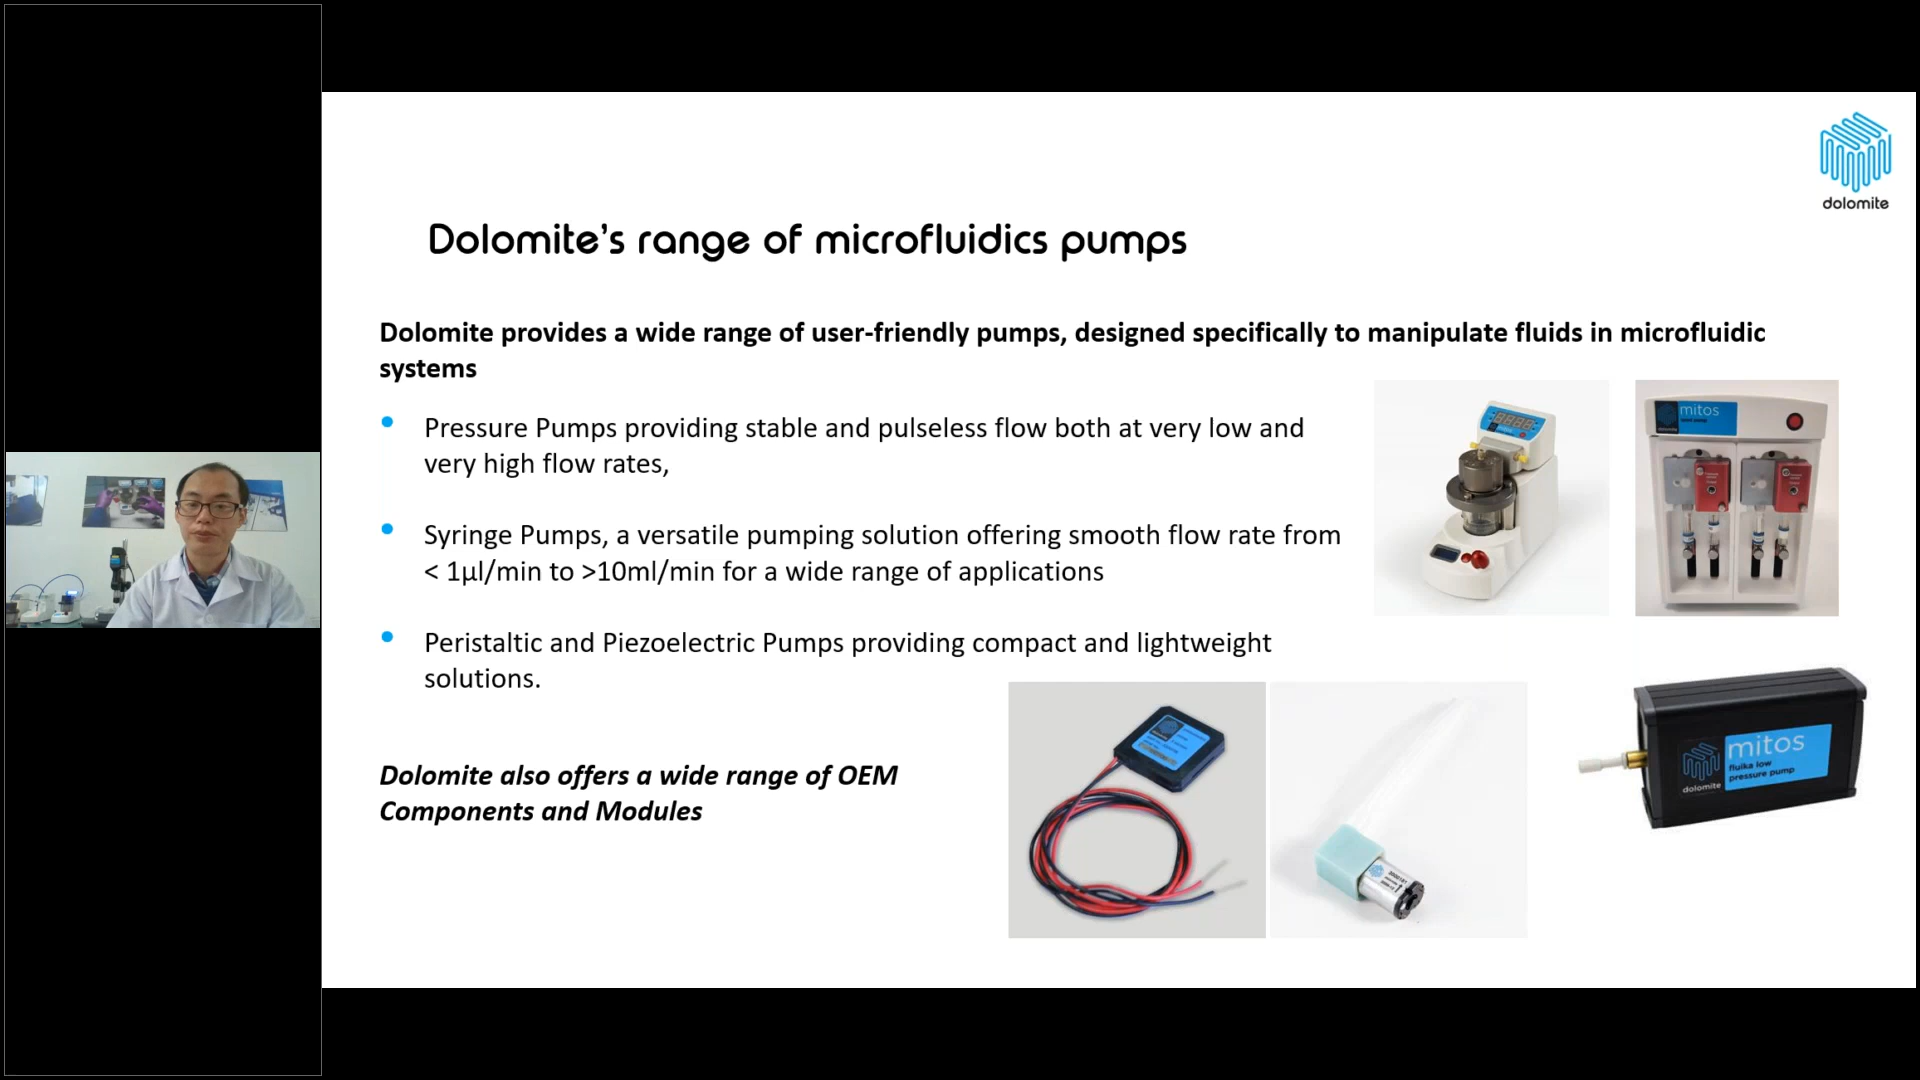 dolomite
Dolomite's range of microfluidics pumps
Dolomite provides a wide range of user-friendly pumps, designed specifically to manipulate fluids in microfluidic
systems
Pressure Pumps providing stable and pulseless flow both at very low and
very high flow rates,
Syringe Pumps, a versatile pumping solution offering smooth flow rate from
< 1µl/min to >10ml/min for a wide range of applications
Peristaltic and Piezoelectric Pumps providing compact and lightweight
solutions.
Dolomite also offers a wide range of OEM
Components and Modules
mitos
mitos
fluika low
pressure pump
dolomite